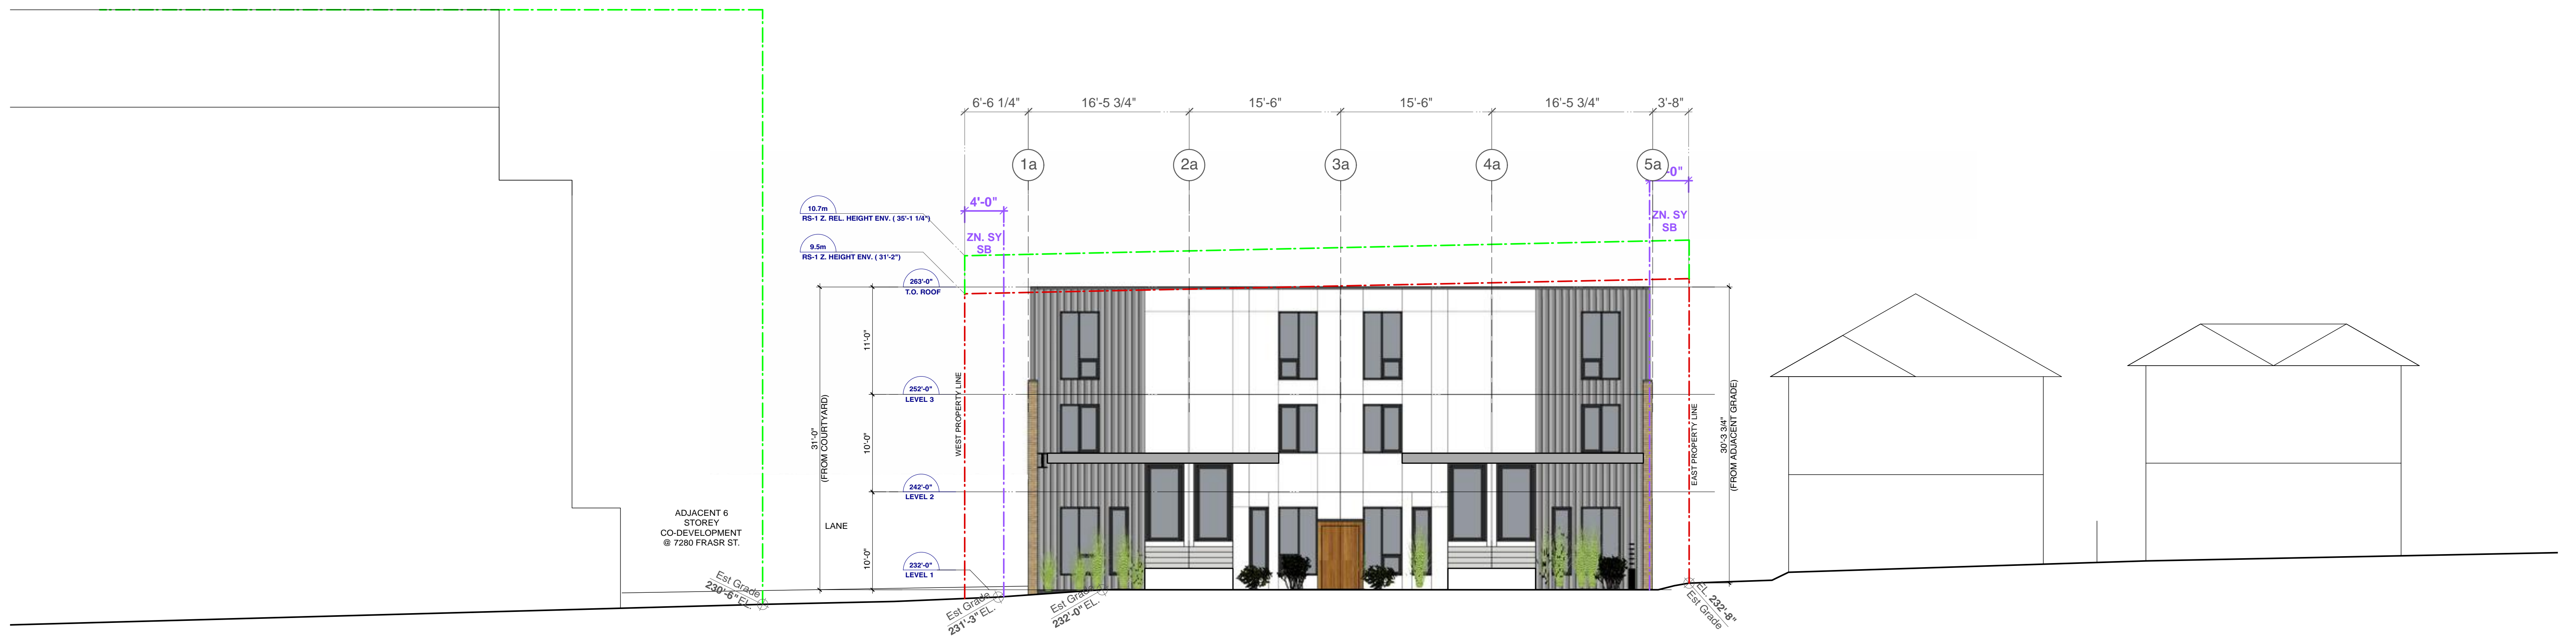 6'-6 1/4"
16'-5 3/4"
15'-6"
15'-6"
16'-5 3/4"
3'-8"
1a
2a
3a
4a
5a
-0"
4'-0"
ZN. SY
SB
ZN. SY
SB
10.7m
RS-1 Z. REL. HEIGHT ENV. ( 35'-1 1/4")
9.5m
RS-1 Z. HEIGHT ENV. ( 31'-2")
263'-0"
T.O. ROOF
11'-0"
252'-0"
LEVEL 3
10'-0"
242'-0"
LEVEL 2
10'-0"
232'-0"
LEVEL 1
31'-0"
(FROM COURTYARD)
WEST PROPERTY LINE
EAST PROPERTY LINE
30'-3 3/4"
(FROM ADJACENT GRADE)
LANE
ADJACENT 6
STOREY
CO-DEVELOPMENT
@ 7280 FRASR ST.
Est Grade
230'-6" EL.
Est Grade
231'-3" EL.
Est Grade
232'-0" EL.
EL. 232'-8"
Est Grade